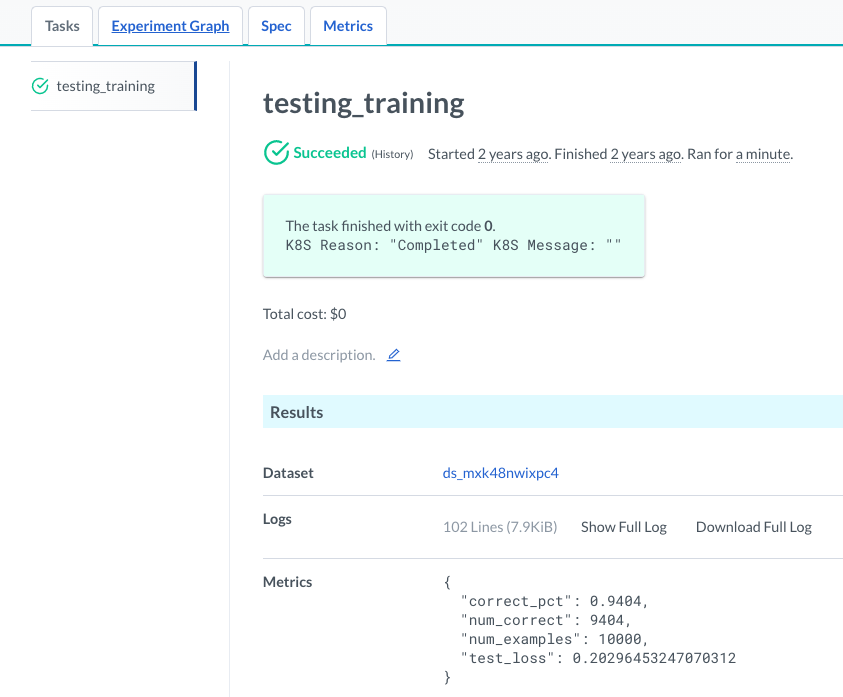 Tasks
Experiment Graph
Spec
Metrics
testing_training
testing_training
Succeeded (History) Started 2 years ago. Finished 2 years ago. Ran for a minute.
The task finished with exit code 0.
K8S Reason: "Completed" K8S Message: ""
Total cost: $0
Add a description.
Results
Dataset ds_mxk48nwixpc4
Logs 102 Lines (7.9KiB) Show Full Log Download Full Log
Metrics {
"correct_pct": 0.9404,
"num_correct": 9404,
"num_examples": 10000,
"test_loss": 0.20296453247070312
}